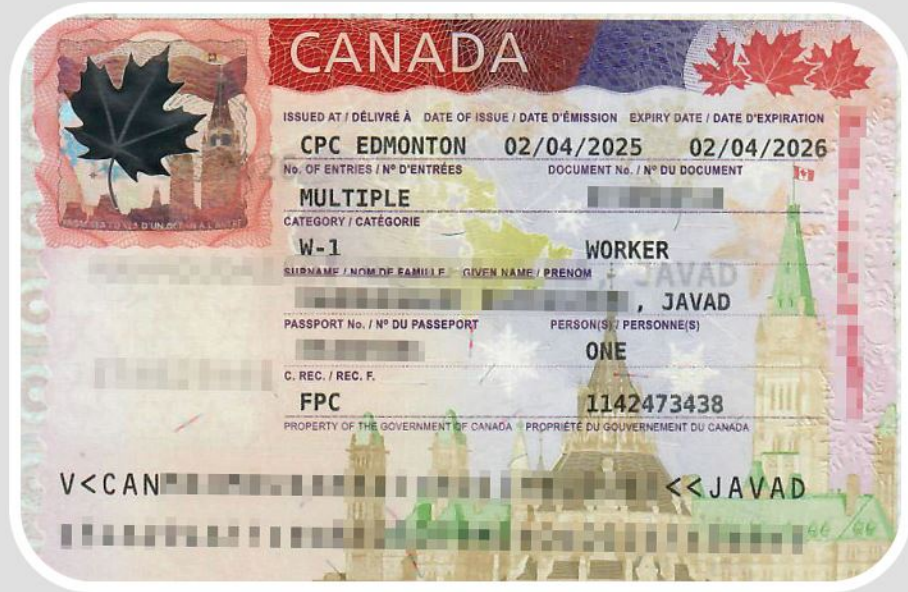 CANADA
ISSUED AT / DÉLIVRÉ À DATE OF ISSUE / DATE D'ÉMISSION EXPIRY DATE / DATE D'EXPIRATION
CPC EDMONTON 02/04/2025 02/04/2026
No. OF ENTRIES / Nº D'ENTRÉES DOCUMENT No. / Nº DU DOCUMENT
MULTIPLE
CATEGORY / CATÉGORIE
W-1 WORKER
SURNAME / NOM DE FAMILLE GIVEN NAME / PRENOM
, JAVAD
, JAVAD
PASSPORT No. / Nº DU PASSEPORT PERSON(S) / PERSONNE(S)
ONE
C. REC. / REC. F.
FPC 1142473438
PROPERTY OF THE GOVERNMENT OF CANADA PROPRIÉTÉ DU GOUVERNEMENT DU CANADA
V<CAN <<JAVAD